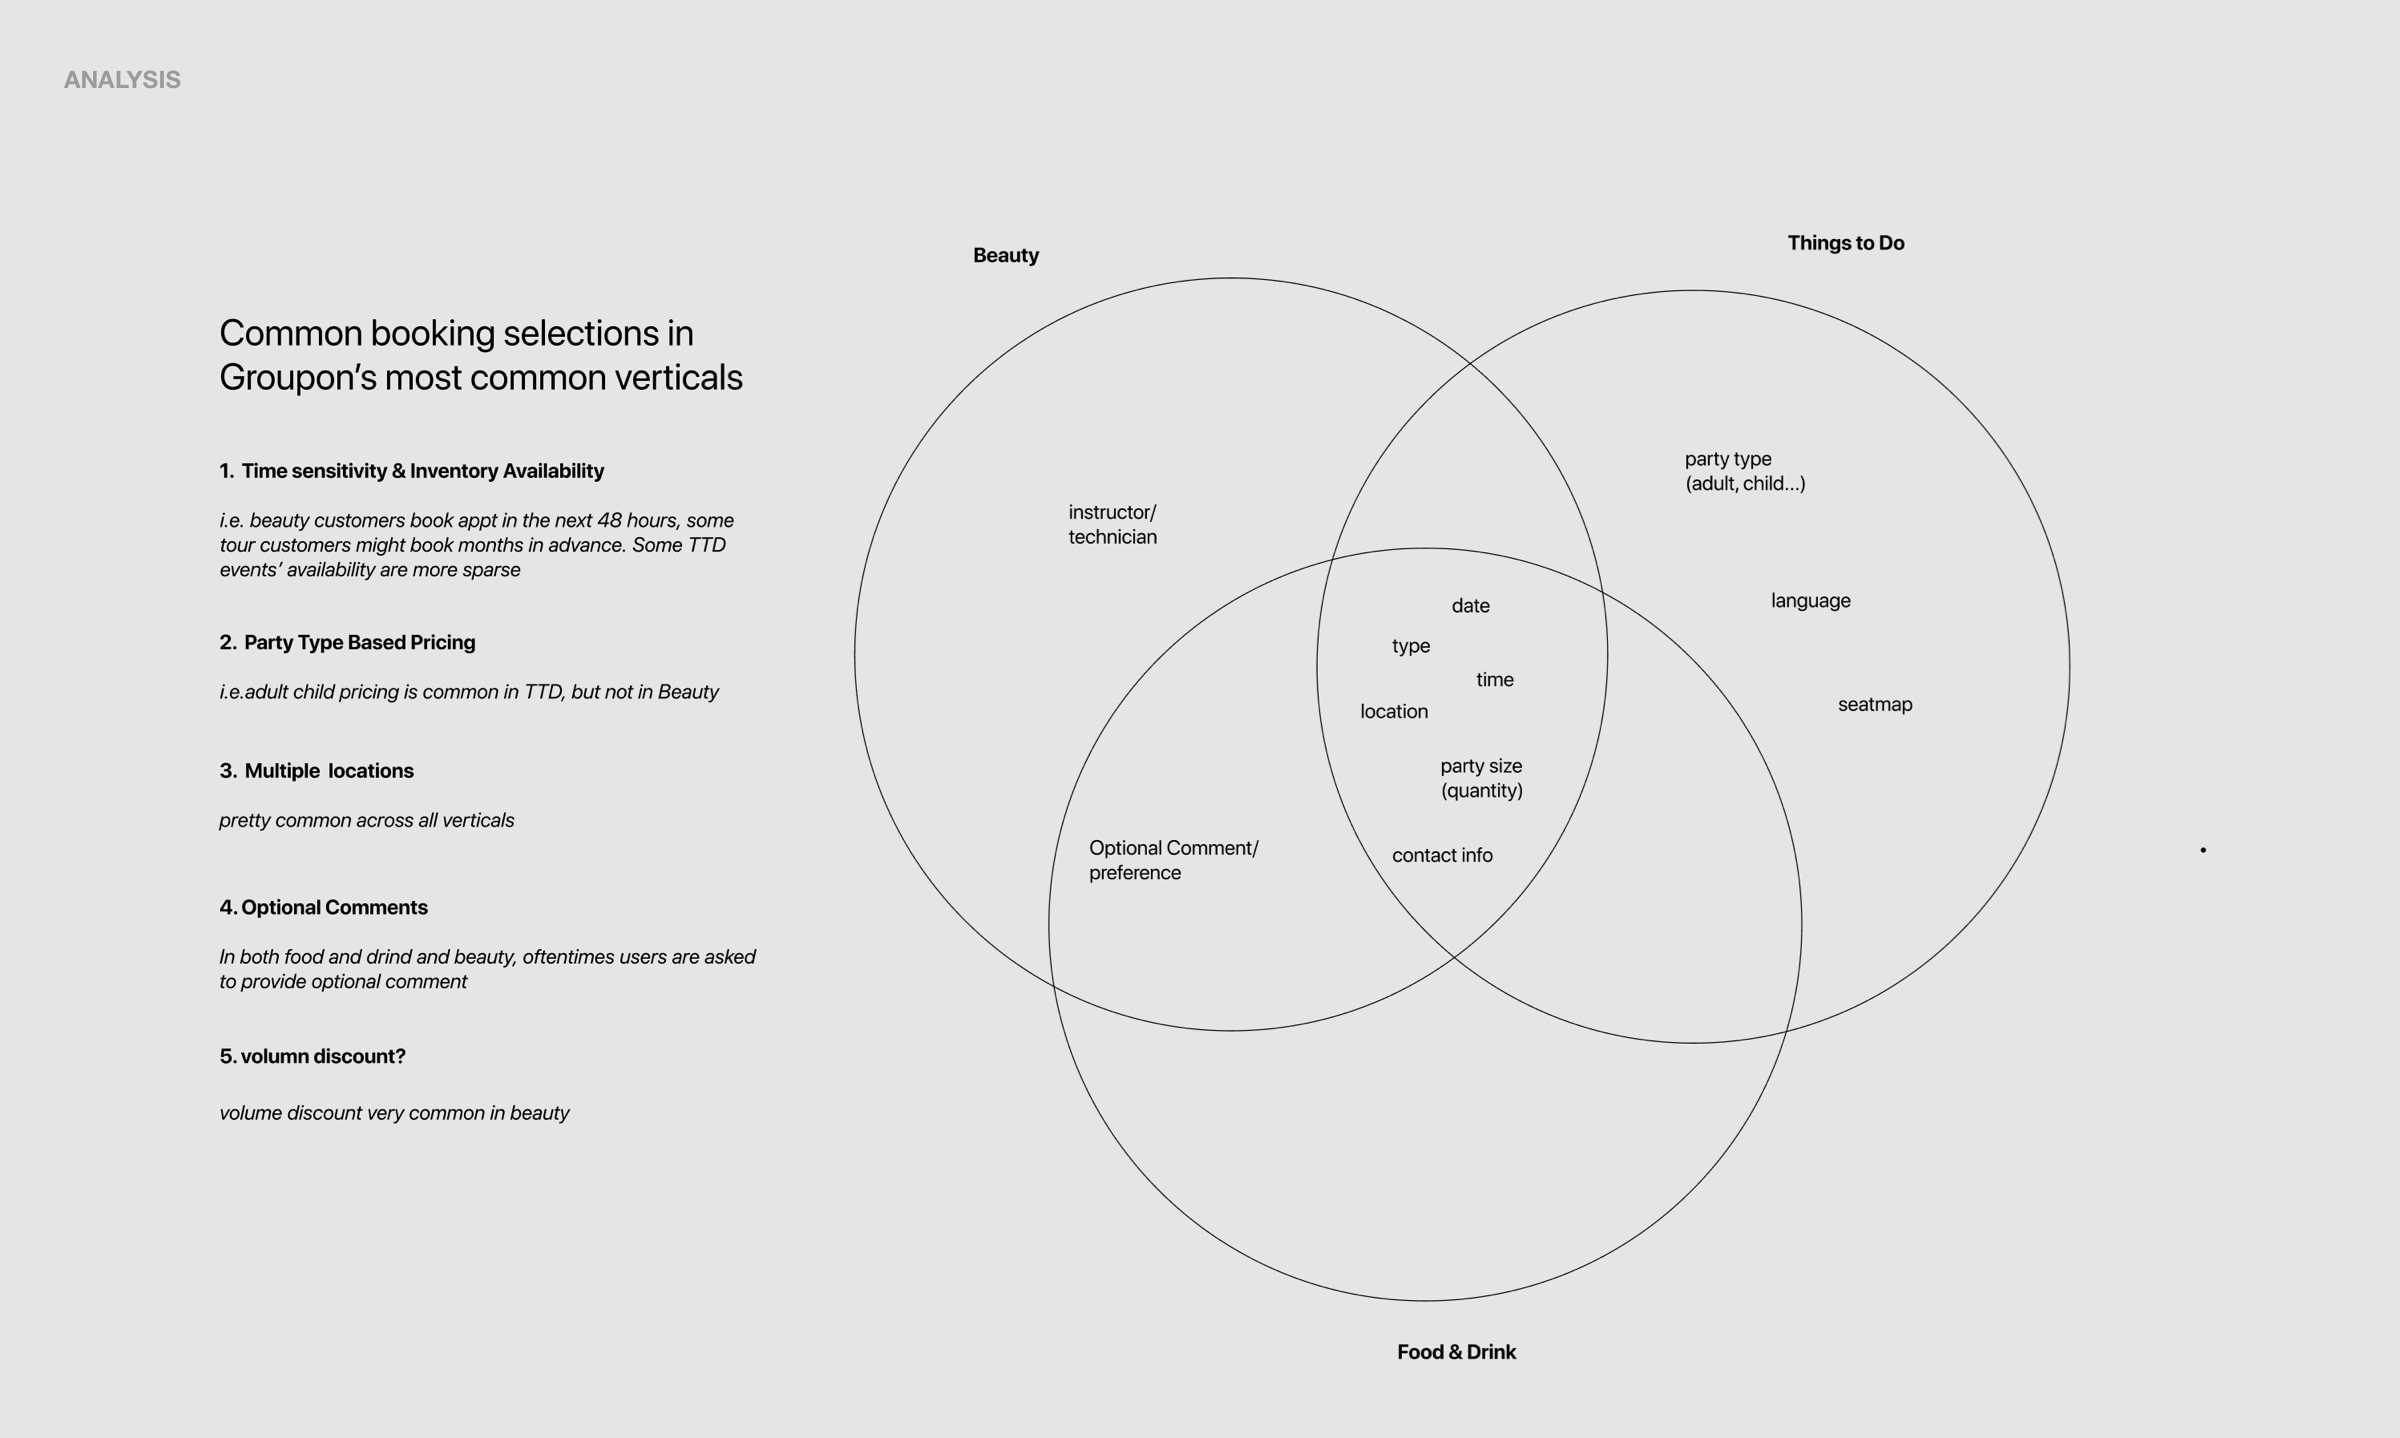 ANALYSIS
Common booking selections in
Groupon’s most common verticals
1. Time sensitivity & Inventory Availability
i.e. beauty customers book appt in the next 48 hours, some
tour customers might book months in advance. Some TTD
events’ availability are more sparse
2. Party Type Based Pricing
i.e.adult child pricing is common in TTD, but not in Beauty
3. Multiple locations
pretty common across all verticals
4. Optional Comments
In both food and drind and beauty, oftentimes users are asked
to provide optional comment
5. volumn discount?
volume discount very common in beauty
Beauty
Things to Do
party type
(adult, child...)
instructor/
technician
language
date
type
time
location
seatmap
party size
(quantity)
Optional Comment/
preference
contact info
Food & Drink